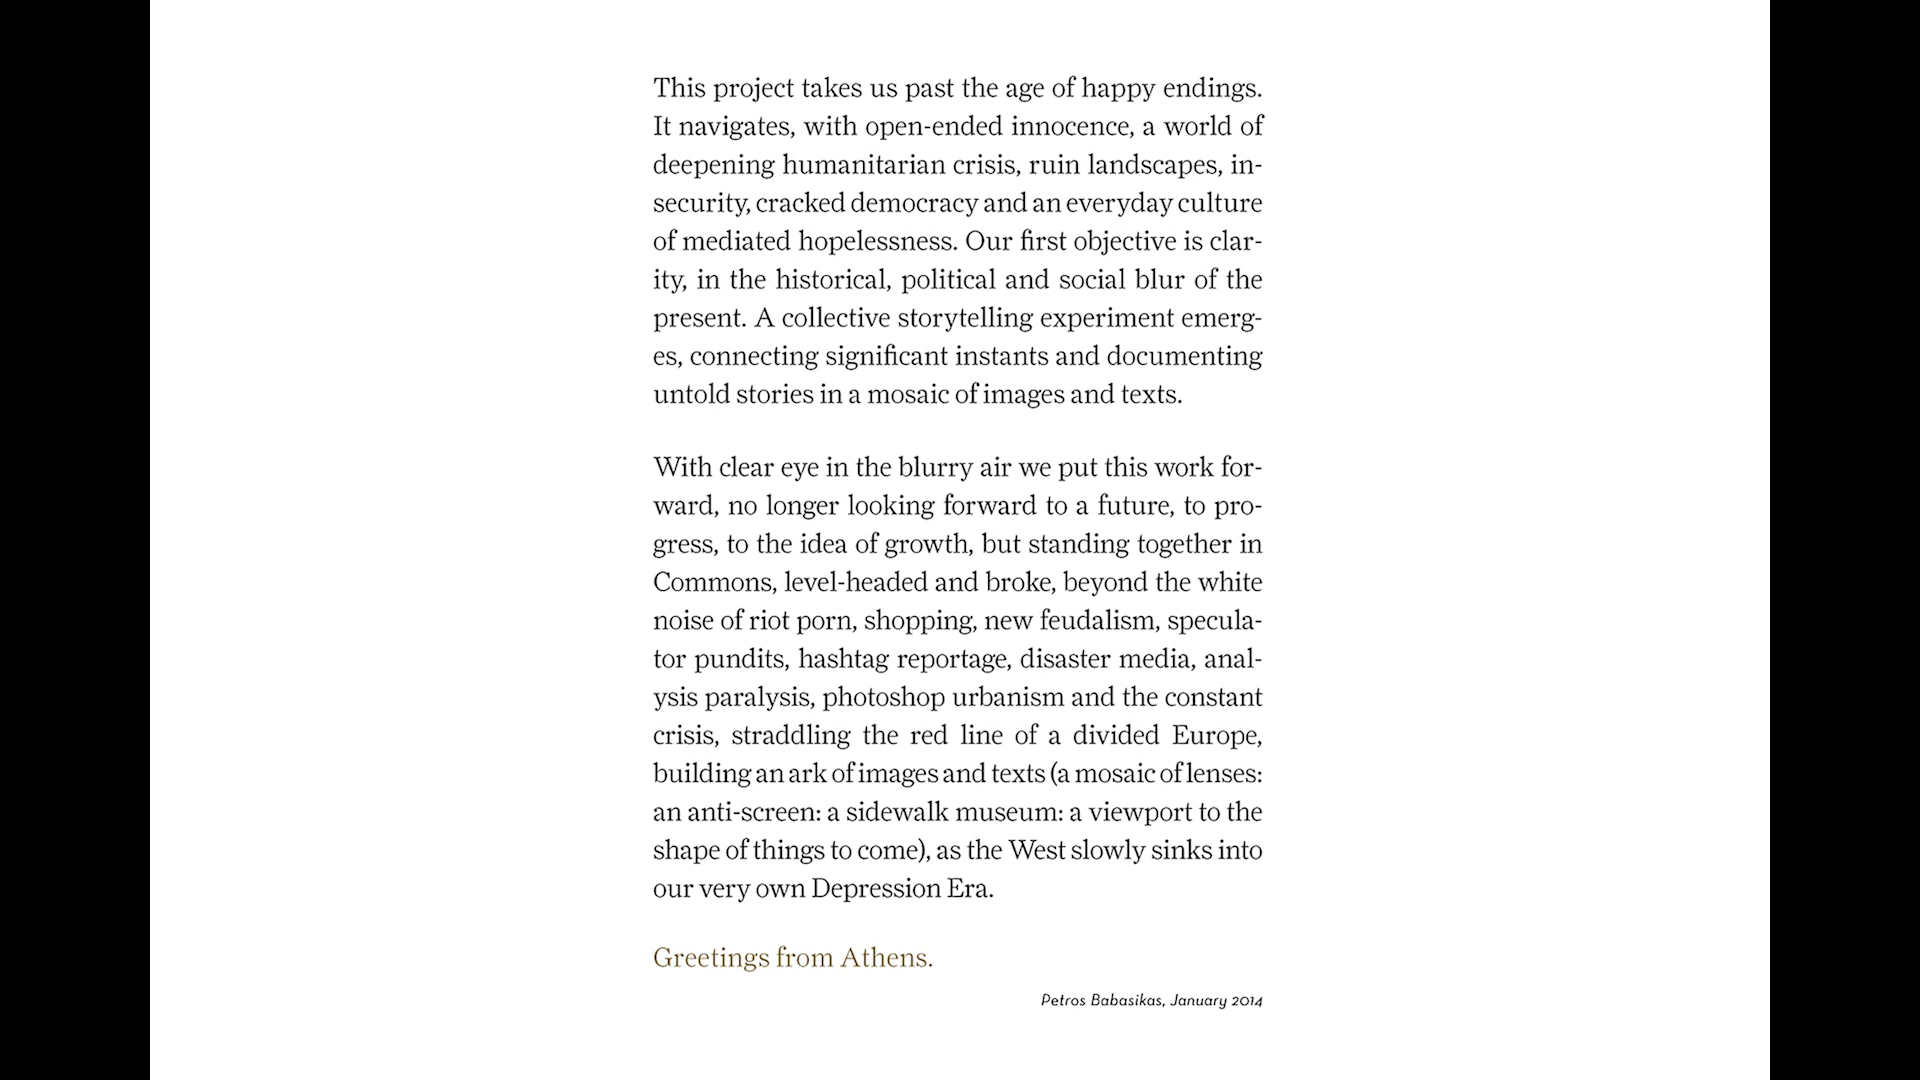 This project takes us past the age of happy endings.
It navigates, with open-ended innocence, a world of
deepening humanitarian crisis, ruin landscapes, in-
security, cracked democracy and an everyday culture
of mediated hopelessness. Our first objective is clar-
ity, in the historical, political and social blur of the
present. A collective storytelling experiment emerg-
es, connecting significant instants and documenting
untold stories in a mosaic of images and texts.
With clear eye in the blurry air we put this work for-
ward, no longer looking forward to a future, to pro-
gress, to the idea of growth, but standing together in
Commons, level-headed and broke, beyond the white
noise of riot porn, shopping, new feudalism, specula-
tor pundits, hashtag reportage, disaster media, anal-
ysis paralysis, photoshop urbanism and the constant
crisis, straddling the red line of a divided Europe,
building an ark of images and texts (a mosaic of lenses:
an anti-screen: a sidewalk museum: a viewport to the
shape of things to come), as the West slowly sinks into
our very own Depression Era.
Greetings from Athens.
Petros Babasikas, January 2014